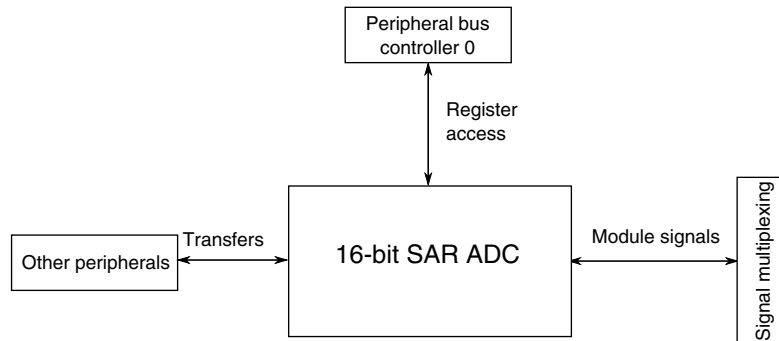 Peripheral bus
controller 0
Register
access
Other peripherals
Transfers
16-bit SAR ADC
Module signals
Signal multiplexing